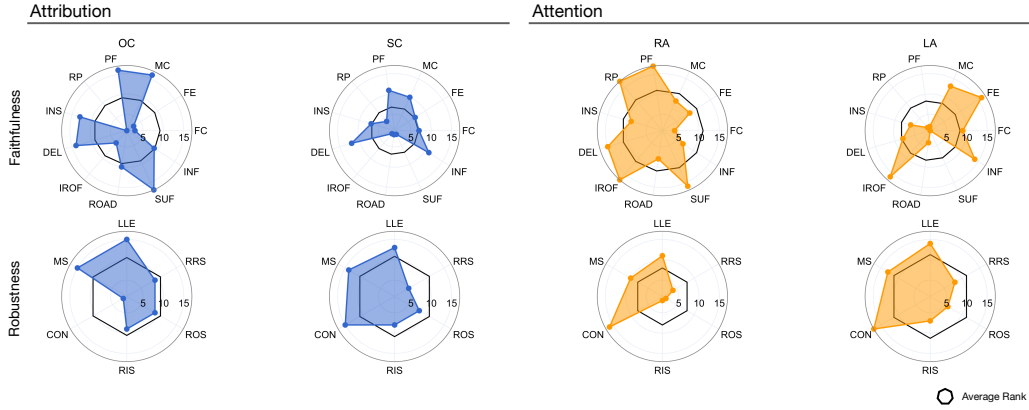 Attribution
Attention
OC
SC
RA
LA
Faithfulness
PF
MC
RP
FE
INS
FC
5 10 15
DEL
INF
IROF
SUF
ROAD
PF
MC
RP
FE
INS
FC
5 10 15
DEL
INF
IROF
SUF
ROAD
PF
MC
RP
FE
INS
FC
5 10 15
DEL
INF
IROF
SUF
ROAD
PF
MC
RP
FE
INS
FC
5 10 15
DEL
INF
IROF
SUF
ROAD
Robustness
LLE
MS
RRS
5 10 15
CON
ROS
RIS
LLE
MS
RRS
5 10 15
CON
ROS
RIS
LLE
MS
RRS
5 10 15
CON
ROS
RIS
LLE
MS
RRS
5 10 15
CON
ROS
RIS
Average Rank